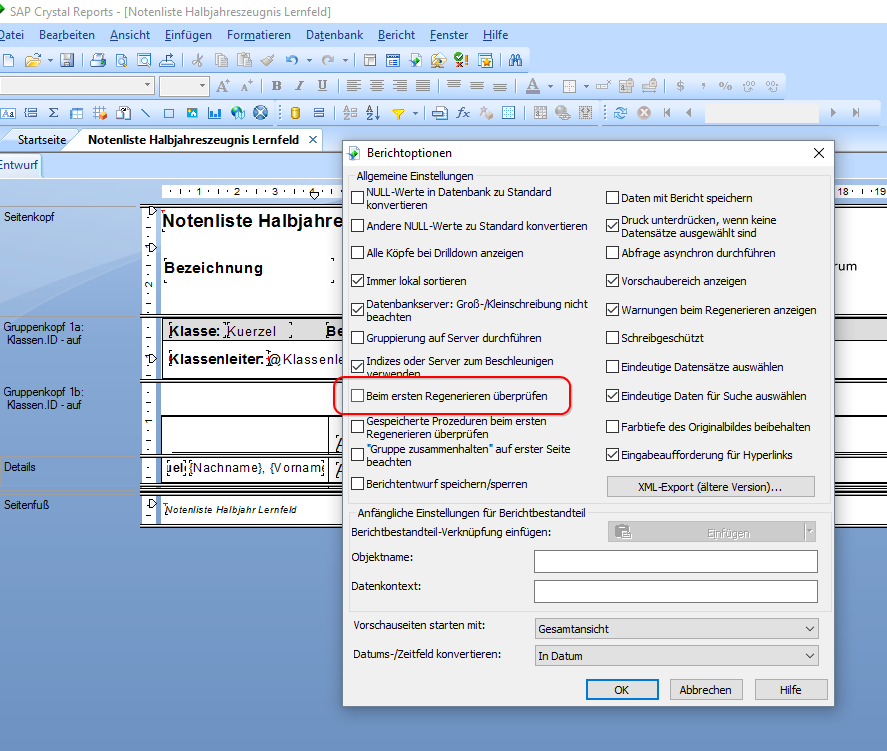 SAP Crystal Reports - [Notenliste Halbjahreszeugnis Lernfeld]
Datei Bearbeiten Ansicht Einfügen Formatieren Datenbank Bericht Fenster Hilfe
Startseite Notenliste Halbjahreszeugnis Lernfeld
Entwurf
1 2 3 4 18 19
Seitenkopf
Notenliste Halbjahre
Bezeichnung
rum
Gruppenkopf 1a:
Klassen.ID - auf
Klasse: Kuerzel Be
Klassenleiter: @Klassenle
Gruppenkopf 1b:
Klassen.ID - auf
Details
uel {Nachname}, {Vorname
Seitenfuß
Notenliste Halbjahr Lernfeld
Berichtoptionen
Allgemeine Einstellungen
NULL-Werte in Datenbank zu Standard
konvertieren
Andere NULL-Werte zu Standard konvertieren
Alle Köpfe bei Drilldown anzeigen
Immer lokal sortieren
Datenbankserver: Groß-/Kleinschreibung nicht
beachten
Gruppierung auf Server durchführen
Indizes oder Server zum Beschleunigen
verwenden
Beim ersten Regenerieren überprüfen
Gespeicherte Prozeduren beim ersten
Regenerieren überprüfen
"Gruppe zusammenhalten" auf erster Seite
beachten
Berichtentwurf speichern/sperren
Daten mit Bericht speichern
Druck unterdrücken, wenn keine
Datensätze ausgewählt sind
Abfrage asynchron durchführen
Vorschaubereich anzeigen
Warnungen beim Regenerieren anzeigen
Schreibgeschützt
Eindeutige Datensätze auswählen
Eindeutige Daten für Suche auswählen
Farbtiefe des Originalbildes beibehalten
Eingabeaufforderung für Hyperlinks
XML-Export (ältere Version)...
Anfängliche Einstellungen für Berichtbestandteil
Berichtbestandteil-Verknüpfung einfügen:
Einfügen
Objektname:
Datenkontext:
Vorschauseiten starten mit:
Gesamtansicht
Datums-/Zeitfeld konvertieren:
In Datum
OK Abbrechen Hilfe